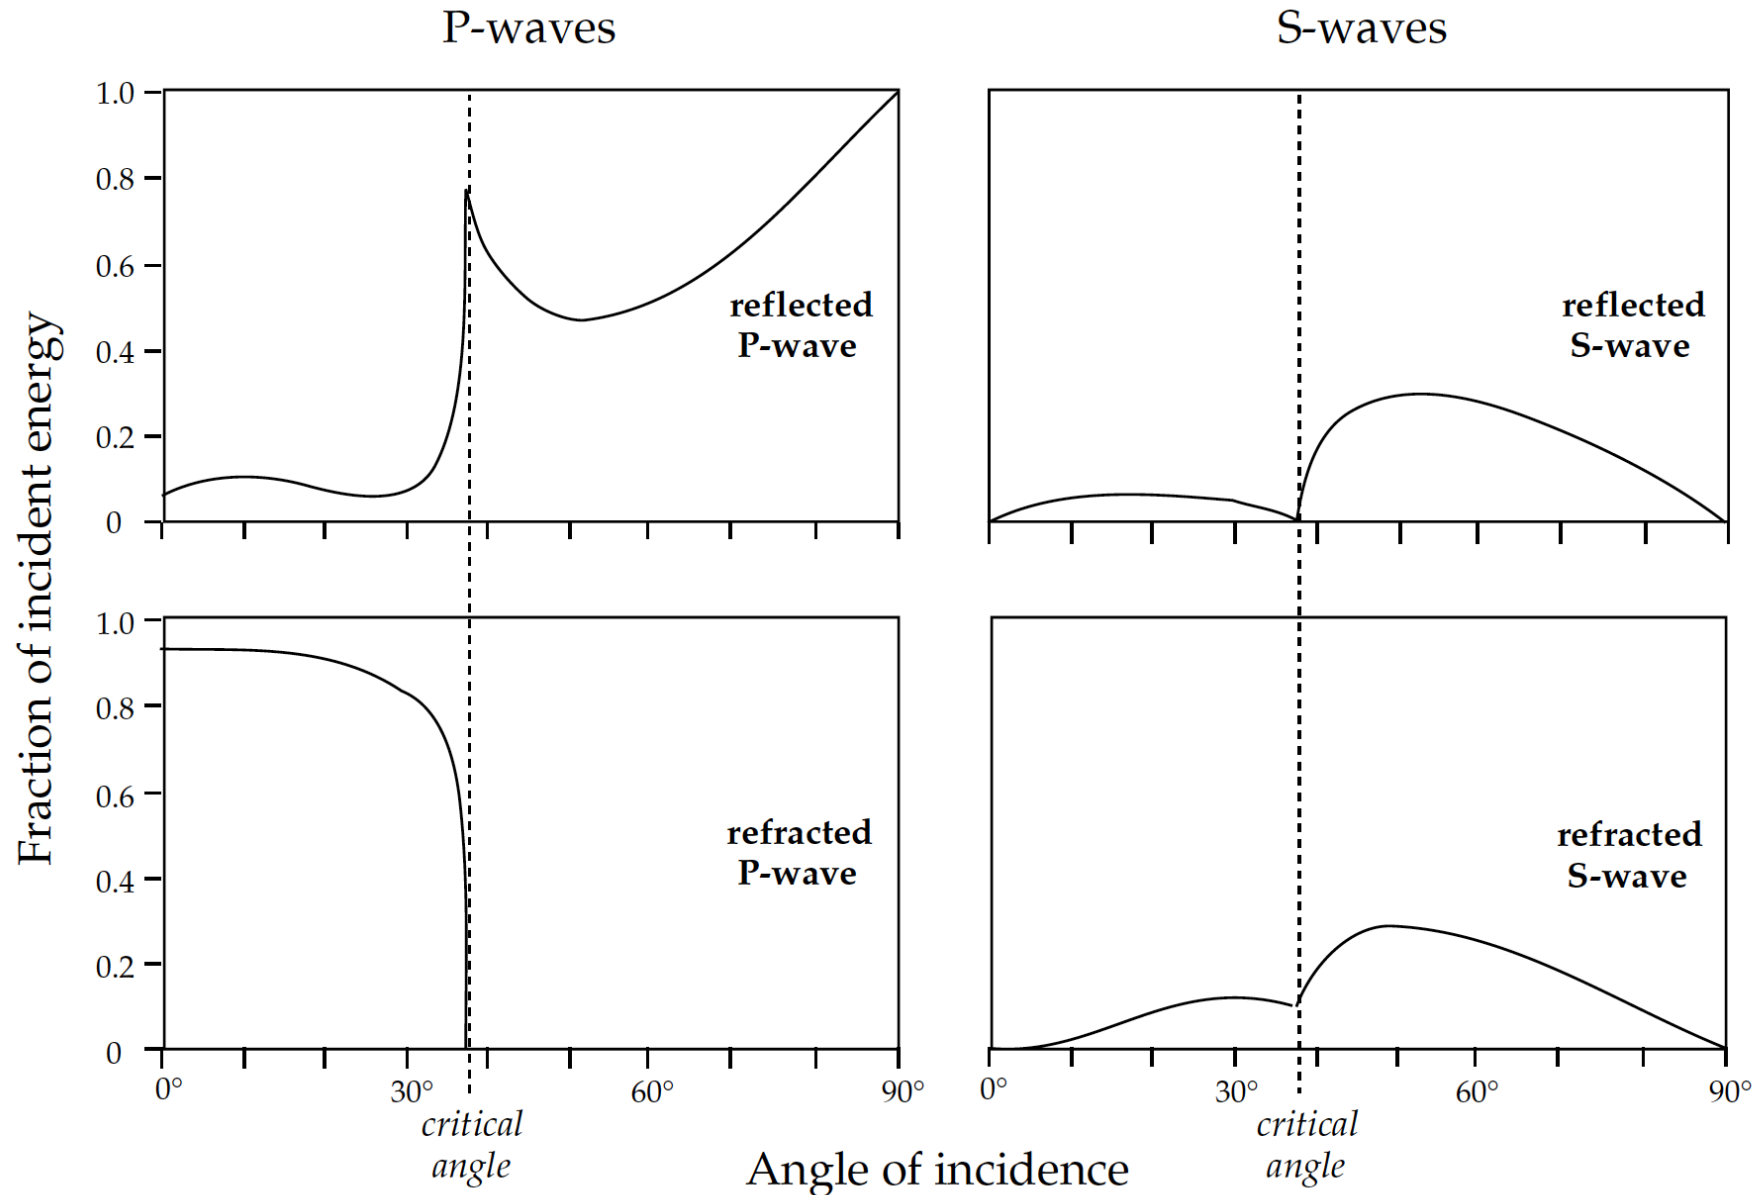 P-waves
S-waves
Fraction of incident energy
1.0
0.8
0.6
0.4
0.2
0
reflected
P-wave
reflected
S-wave
1.0
0.8
0.6
0.4
0.2
0
refracted
P-wave
refracted
S-wave
0° 30° 60° 90°
0° 30° 60° 90°
critical
angle
critical
angle
Angle of incidence